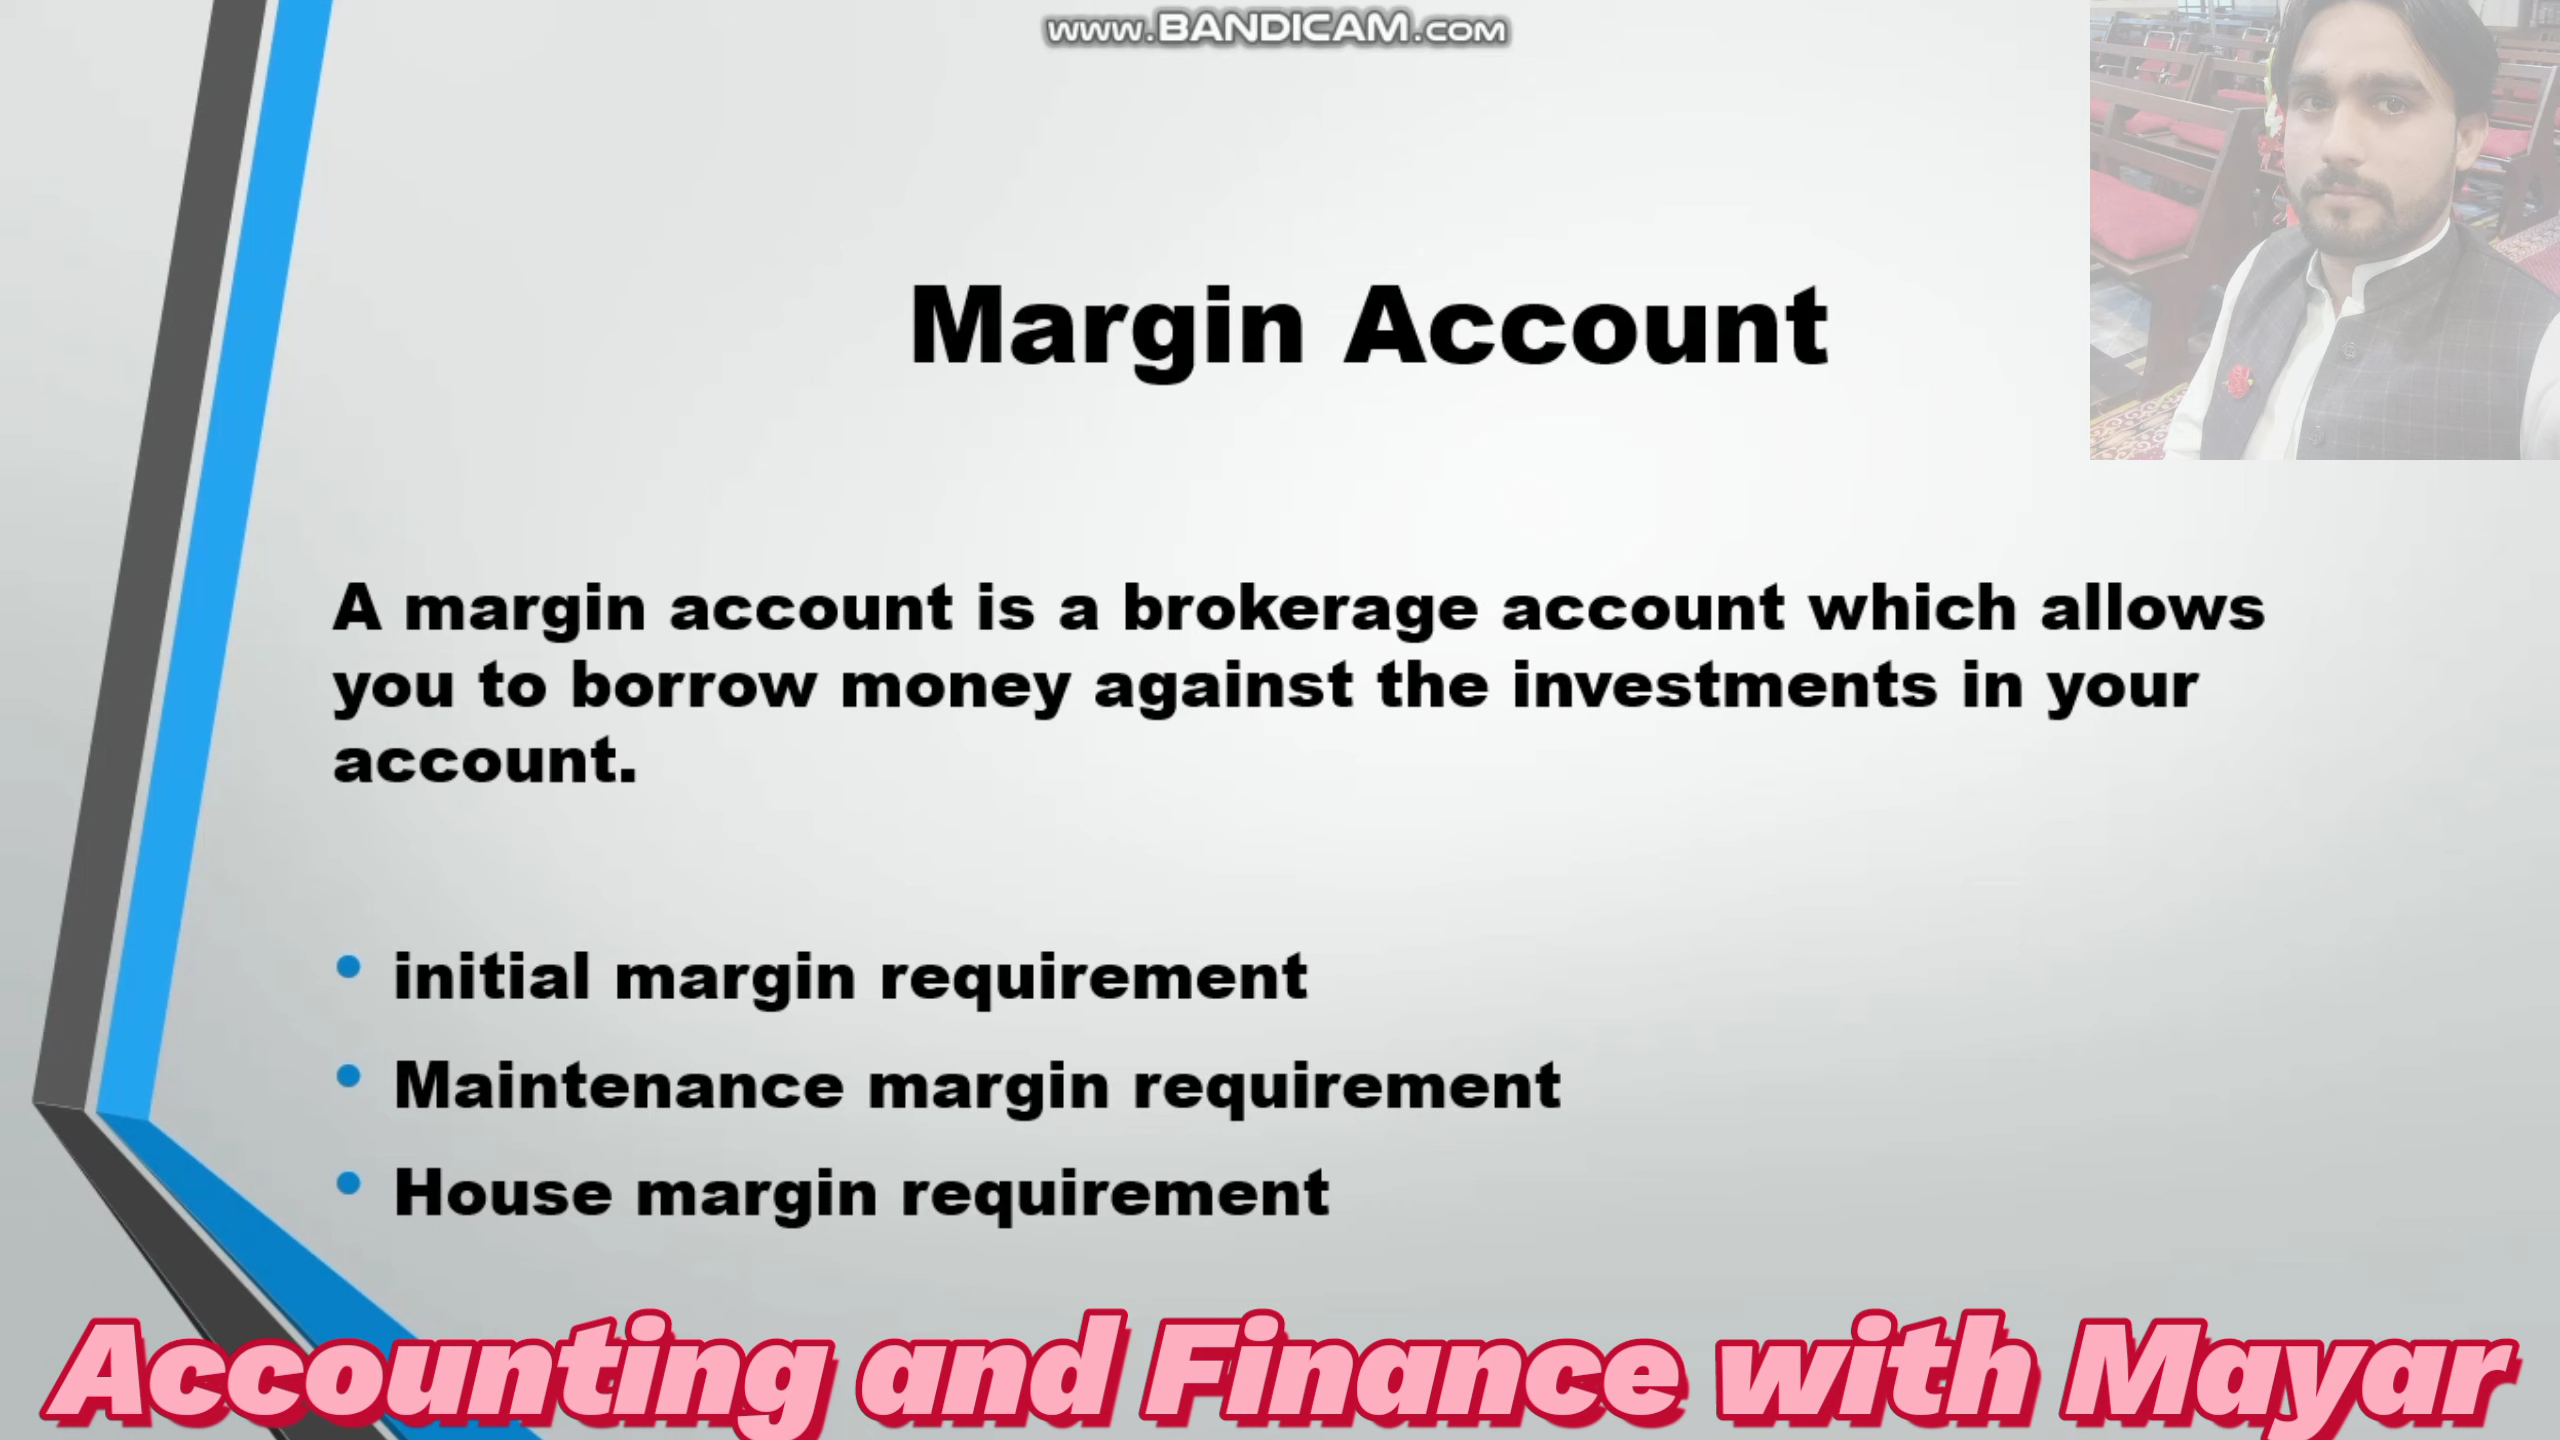 www.BANDICAM.com
Margin Account
A margin account is a brokerage account which allows
you to borrow money against the investments in your
account.
• initial margin requirement
• Maintenance margin requirement
• House margin requirement
Accounting and Finance with Mayar